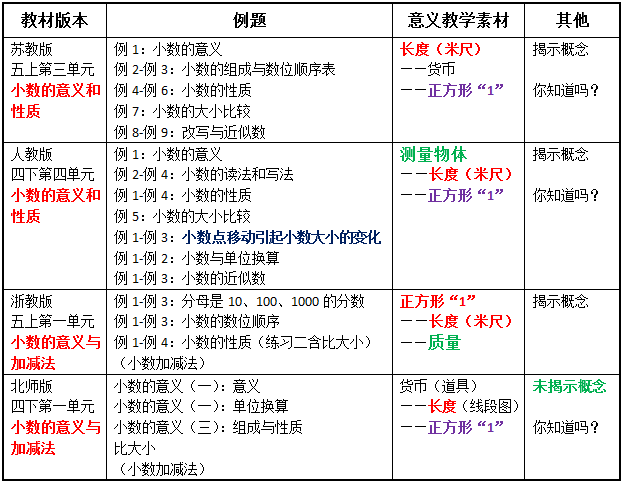 教材版本
例题
意义教学素材
其他
苏教版
五上第三单元
小数的意义和
性质
例 1：小数的意义
例 2-例 3：小数的组成与数位顺序表
例 4-例 6：小数的性质
例 7：小数的大小比较
例 8-例 9：改写与近似数
长度（米尺）
——货币
——正方形“1”
揭示概念
你知道吗？
人教版
四下第四单元
小数的意义和
性质
例 1：小数的意义
例 2-例 4：小数的读法和写法
例 1-例 4：小数的性质
例 5：小数的大小比较
例 1-例 3：小数点移动引起小数大小的变化
例 1-例 2：小数与单位换算
例 1-例 3：小数的近似数
测量物体
——长度（米尺）
——正方形“1”
揭示概念
你知道吗？
浙教版
五上第一单元
小数的意义与
加减法
例 1-例 3：分母是 10、100、1000 的分数
例 1-例 3：小数的数位顺序
例 1-例 4：小数的性质（练习二含比大小）
（小数加减法）
正方形“1”
——长度（米尺）
——质量
揭示概念
北师版
四下第一单元
小数的意义与
加减法
小数的意义（一）：意义
小数的意义（一）：单位换算
小数的意义（三）：组成与性质
比大小
（小数加减法）
货币（道具）
——长度（线段图）
——正方形“1”
未揭示概念
你知道吗？